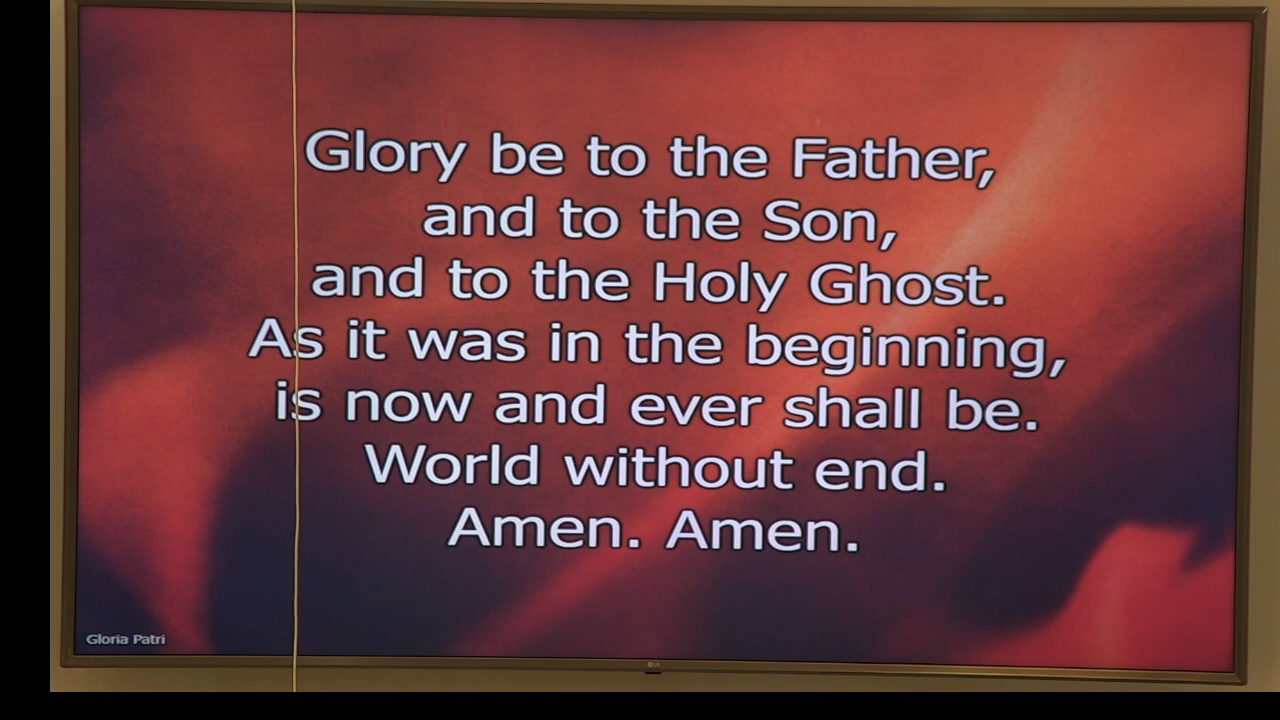 Glory be to the Father,
and to the Son,
and to the Holy Ghost.
As it was in the beginning,
is now and ever shall be.
World without end.
Amen. Amen.
Gloria Patri
LG